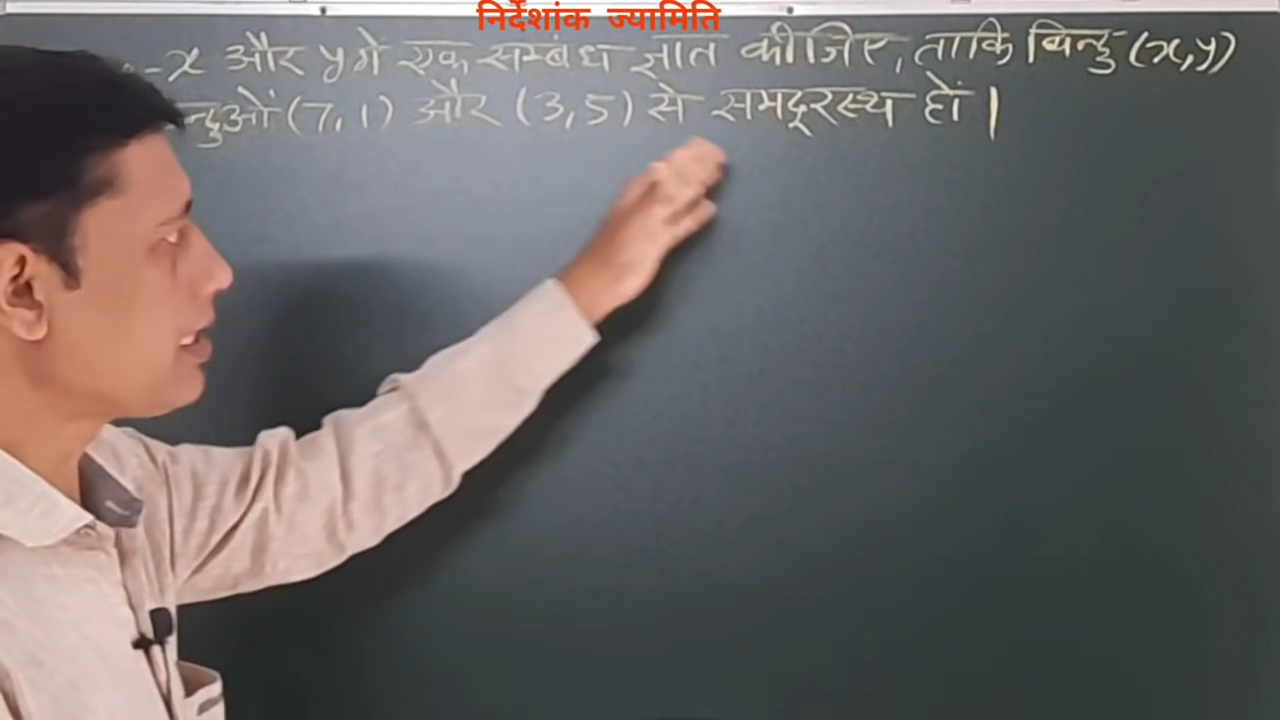 निर्देशांक ज्यामिति
x और y में एक सम्बंध ज्ञात कीजिए, ताकि बिन्दु (x,y)
(7,1) और (3,5) से समदूरस्थ हों।